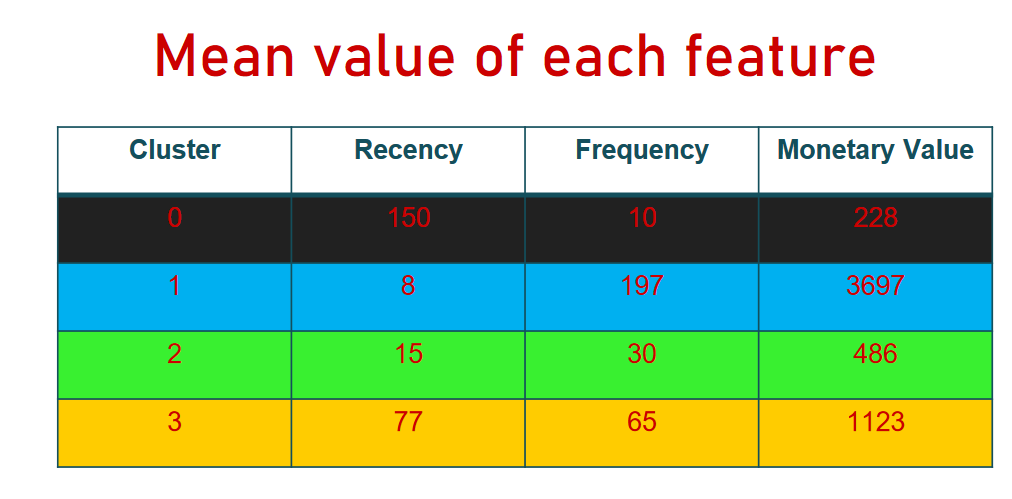 Mean value of each feature
Cluster Recency Frequency Monetary Value
0 150 10 228
1 8 197 3697
2 15 30 486
3 77 65 1123